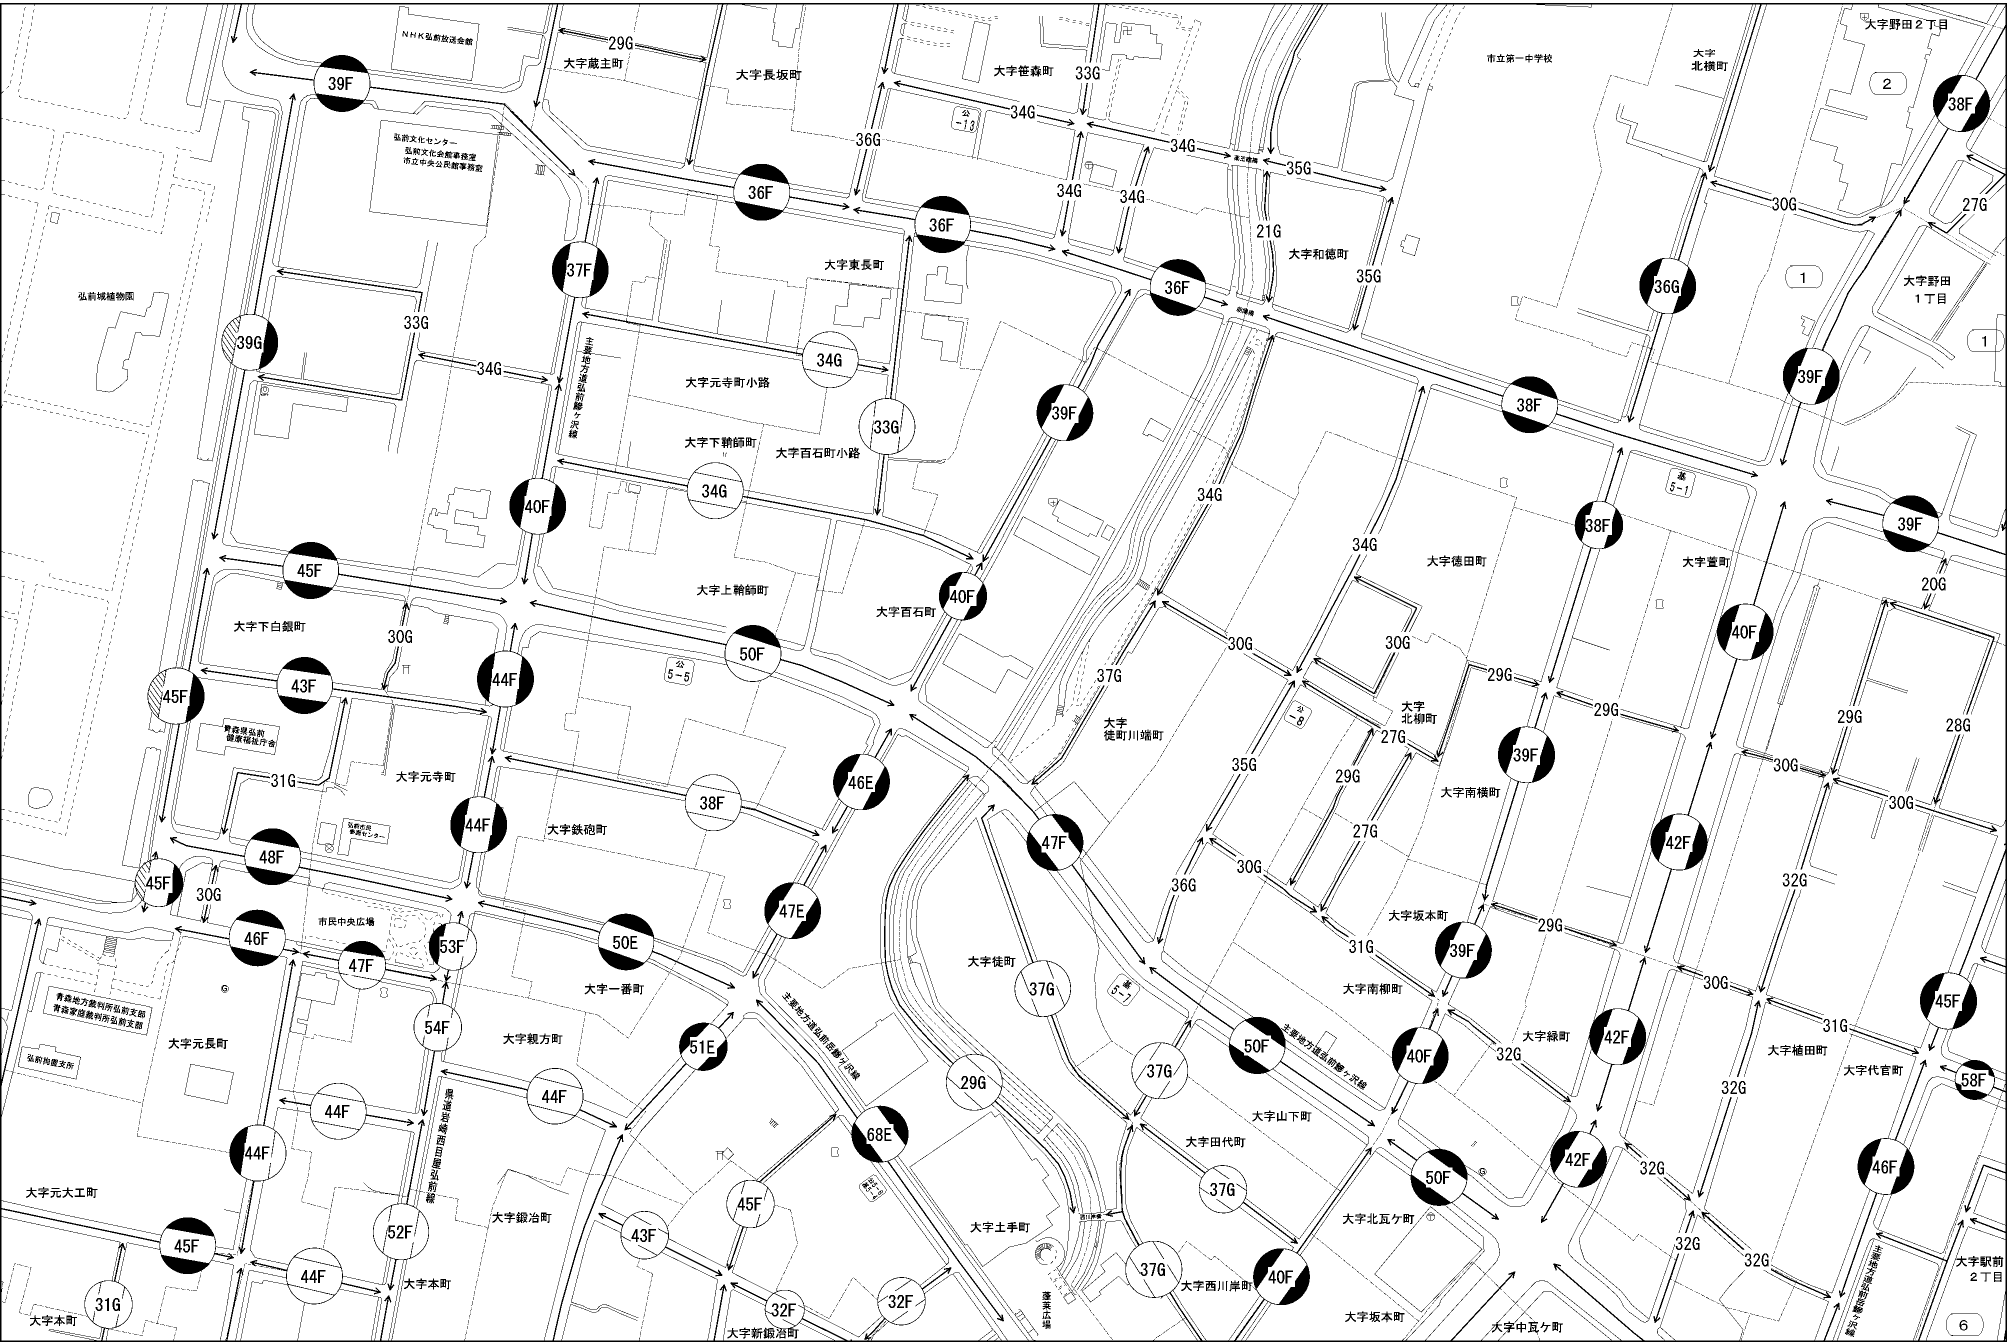 NHK弘前放送会館
29G
大字蔵主町
大字長坂町
大字笹森町
33G
市立第一中学校
大字
北横町
大字野田2丁目
2
39F
38F
34G
公
-13
36G
34G
弘前文化センター
弘前文化会館事務室
市立中央公民館事務室
35G
36F
34G
34G
30G
27G
36F
21G
37F
大字東長町
大字和徳町
35G
36F
36G
1
大字野田
1丁目
弘前城植物園
33G
39G
34G
34G
主要地方道弘前鰺ヶ沢線
大字元寺町小路
1
39F
39F
38F
33G
大字下鞘師町
大字百石町小路
34G
40F
34G
基
5-1
38F
39F
34G
大字徳田町
大字萱町
45F
大字上鞘師町
大字百石町
40F
20G
大字下白銀町
30G
50F
公
5-5
30G
30G
40F
43F
44F
45F
37G
29G
29G
大字
北柳町
公
-8
大字
徒町川端町
27G
29G
28G
青森県弘前
健康福祉庁舎
31G
大字元寺町
46E
35G
29G
39F
30G
38F
大字南横町
30G
44F
大字鉄砲町
弘前市民
参画センター
27G
47F
42F
48F
45F
30G
30G
36G
32G
47E
市民中央広場
大字坂本町
29G
46F
53F
50E
31G
39F
47F
大字徒町
37G
基
5-7
大字南柳町
30G
大字一番町
青森地方裁判所弘前支部
青森家庭裁判所弘前支部
主要地方道弘前岳鰺ヶ沢線
45F
54F
大字親方町
51E
31G
大字元長町
弘前拘置支所
50F
主要地方道弘前鰺ヶ沢線
40F
大字緑町
42F
32G
大字植田町
大字代官町
29G
37G
58F
44F
44F
県道岩崎西目屋弘前線
32G
大字山下町
68E
大字田代町
44F
42F
46F
32G
37G
50F
大字元大工町
45F
大字鍛冶町
52F
43F
大字土手町
大字北瓦ケ町
45F
32G
32G
44F
37G
大字西川岸町
40F
大字本町
31G
大字本町
32F
32F
大字新鍛冶町
蓬莱広場
大字坂本町
大字中瓦ケ町
主要地方道弘前岳鰺ヶ沢線
大字駅前
2丁目
6